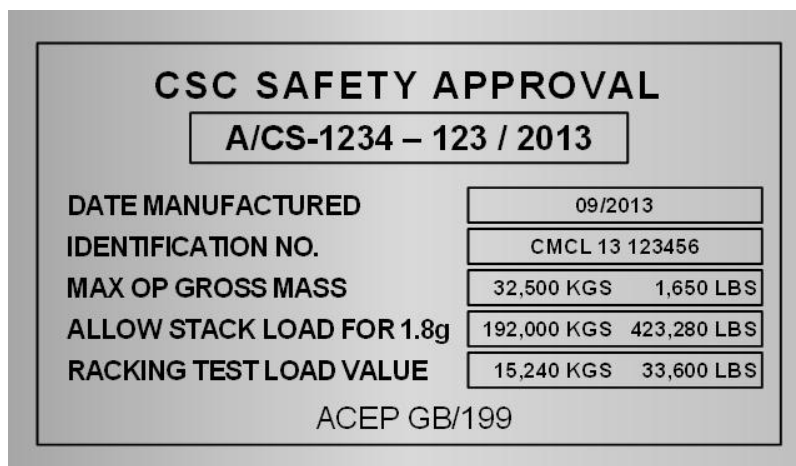 CSC SAFETY APPROVAL
A/CS-1234 – 123 / 2013
DATE MANUFACTURED 09/2013
IDENTIFICATION NO. CMCL 13 123456
MAX OP GROSS MASS 32,500 KGS 1,650 LBS
ALLOW STACK LOAD FOR 1.8g 192,000 KGS 423,280 LBS
RACKING TEST LOAD VALUE 15,240 KGS 33,600 LBS
ACEP GB/199